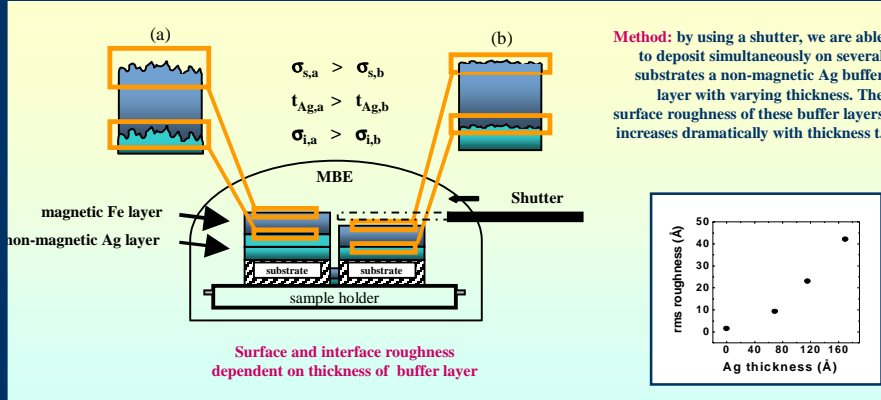 (a)
(b)
σs,a > σs,b
tAg,a > tAg,b
σi,a > σi,b
Method: by using a shutter, we are able
to deposit simultaneously on several
substrates a non-magnetic Ag buffer
layer with varying thickness. The
surface roughness of these buffer layers
increases dramatically with thickness t.
MBE
Shutter
magnetic Fe layer
non-magnetic Ag layer
substrate
substrate
sample holder
Surface and interface roughness
dependent on thickness of buffer layer
rms roughness (Å)
50
40
30
20
10
0
0 40 80 120 160
Ag thickness (Å)